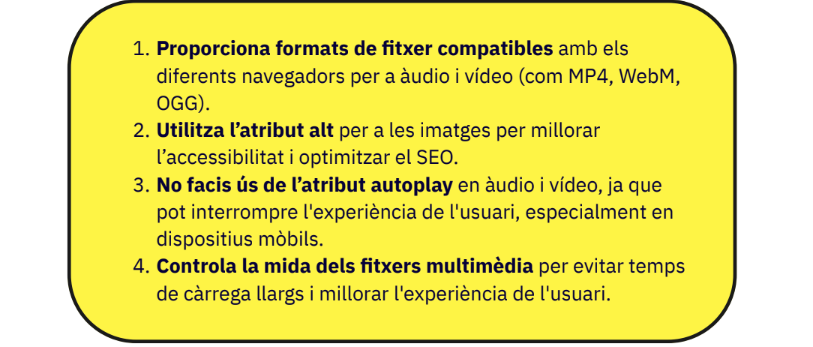 1. Proporciona formats de fitxer compatibles amb els
diferents navegadors per a àudio i vídeo (com MP4, WebM,
OGG).
2. Utilitza l’atribut alt per a les imatges per millorar
l’accessibilitat i optimitzar el SEO.
3. No facis ús de l’atribut autoplay en àudio i vídeo, ja que
pot interrompre l'experiència de l'usuari, especialment en
dispositius mòbils.
4. Controla la mida dels fitxers multimèdia per evitar temps
de càrrega llargs i millorar l'experiència de l'usuari.